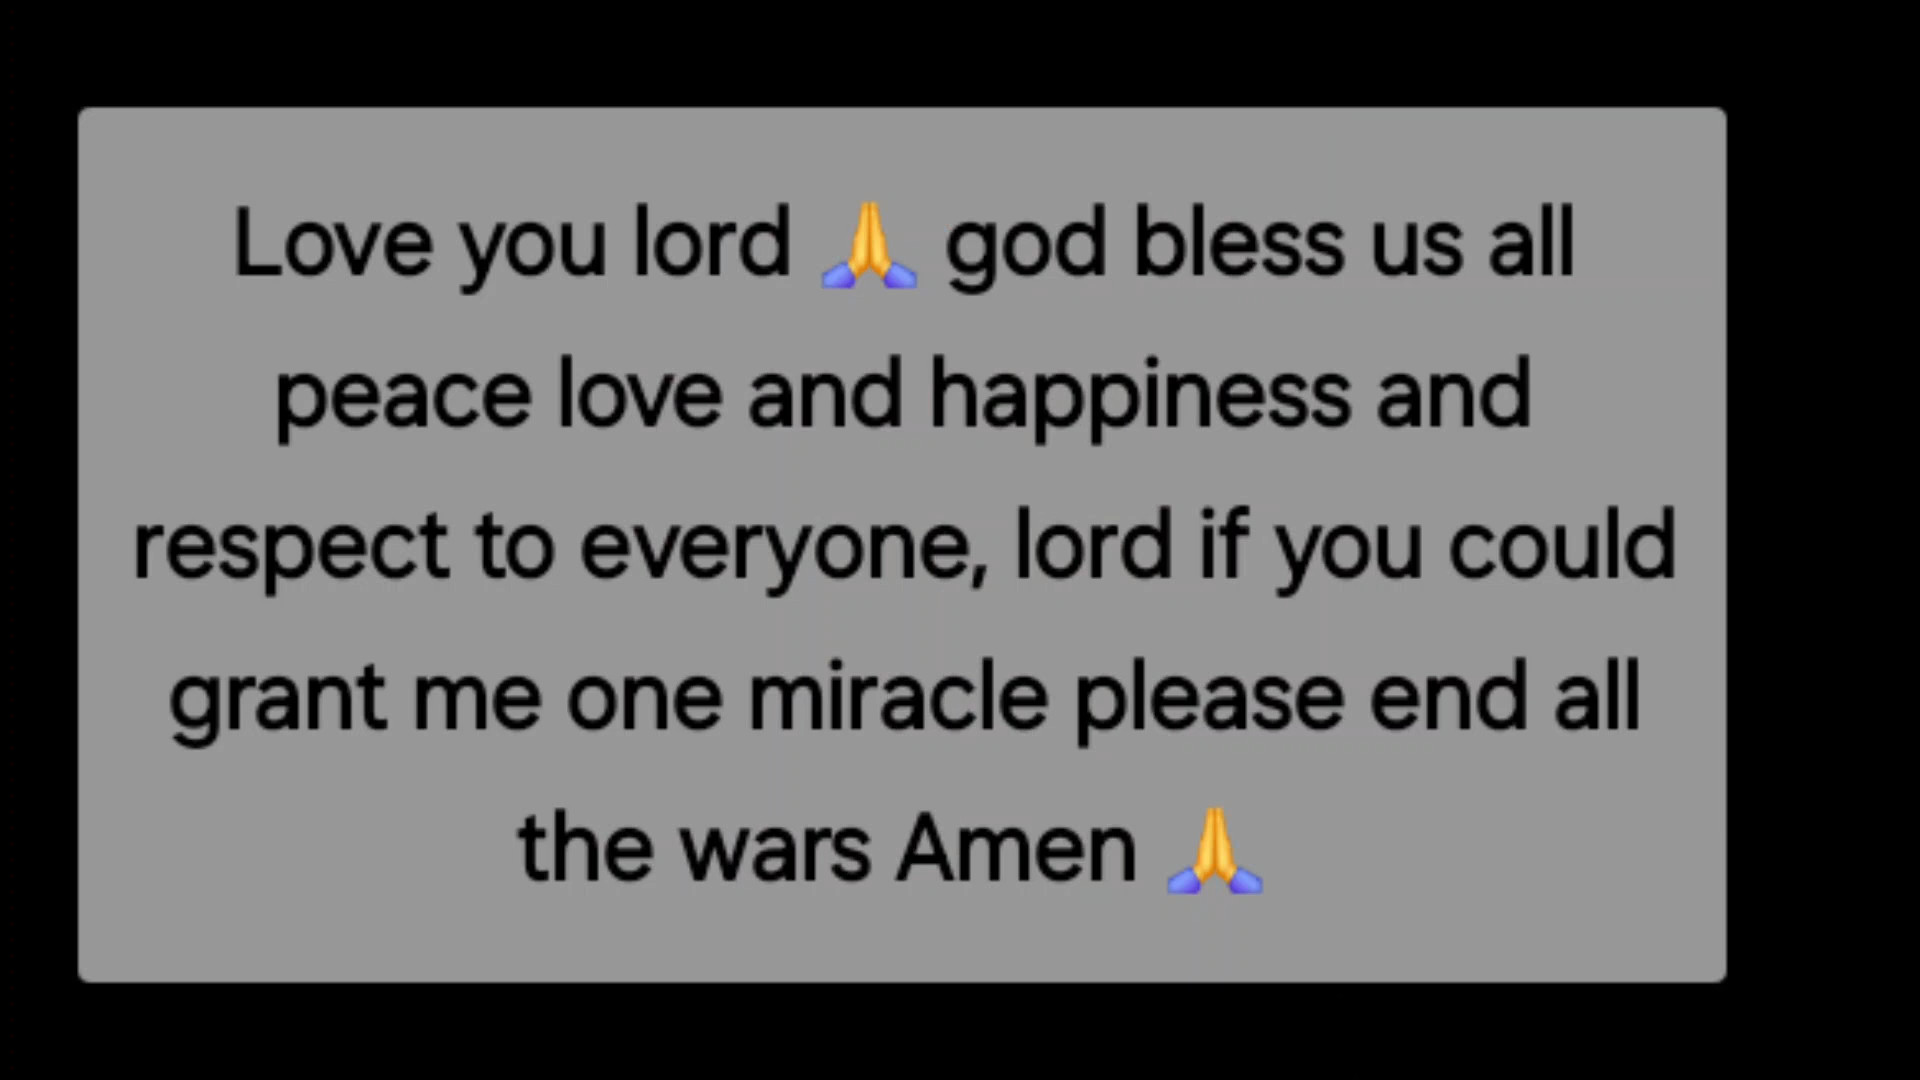 Love you lord 🙏 god bless us all
peace love and happiness and
respect to everyone, lord if you could
grant me one miracle please end all
the wars Amen 🙏